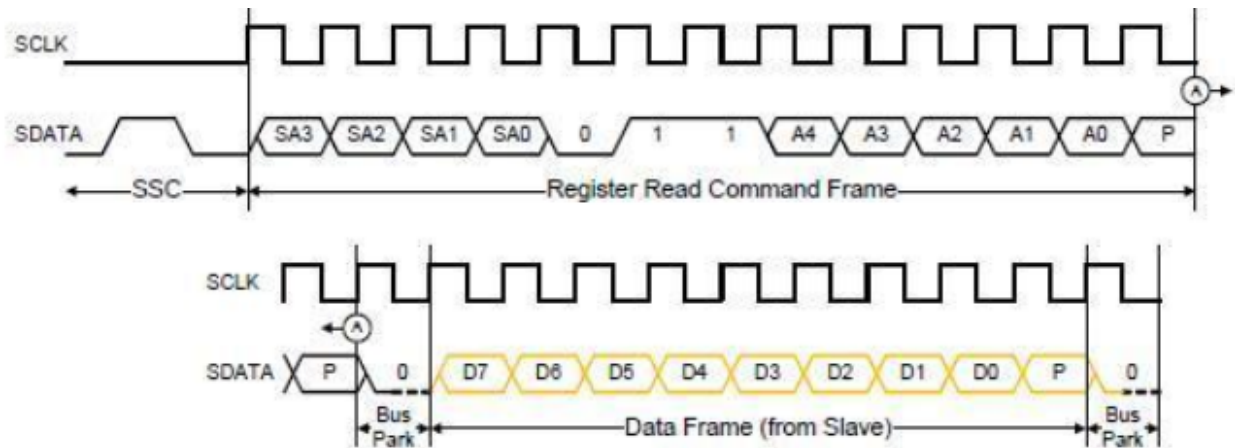 SCLK
A
SDATA SA3 SA2 SA1 SA0 0 1 1 A4 A3 A2 A1 A0 P
SSC Register Read Command Frame
SCLK
A
SDATA P 0 D7 D6 D5 D4 D3 D2 D1 D0 P 0
Bus Park Data Frame (from Slave) Bus Park